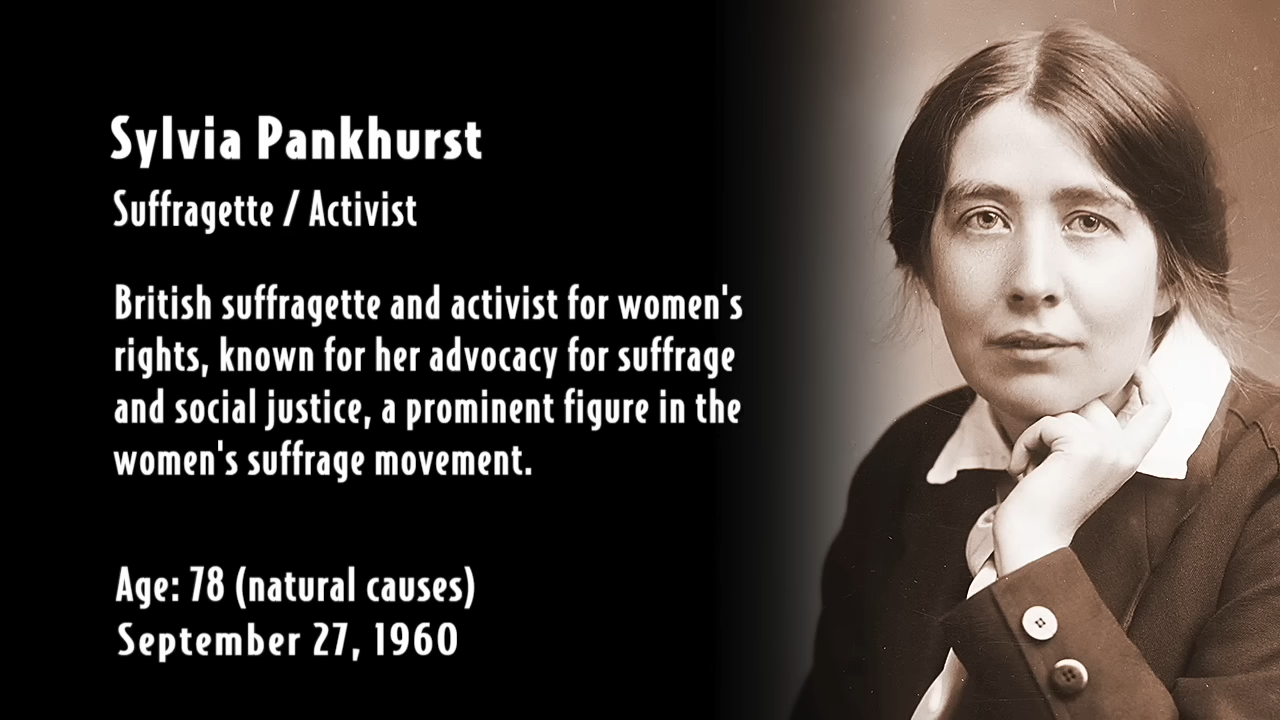 Sylvia Pankhurst
Suffragette / Activist
British suffragette and activist for women's
rights, known for her advocacy for suffrage
and social justice, a prominent figure in the
women's suffrage movement.
Age: 78 (natural causes)
September 27, 1960